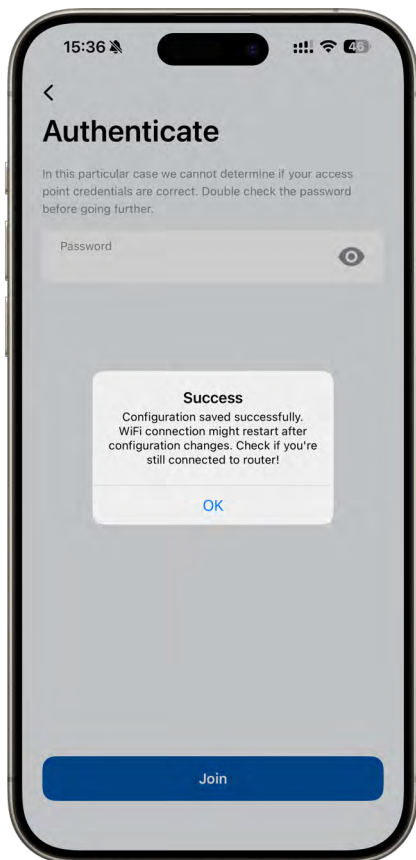 15:36
46
Authenticate
In this particular case we cannot determine if your access
point credentials are correct. Double check the password
before going further.
Password
Success
Configuration saved successfully.
WiFi connection might restart after
configuration changes. Check if you're
still connected to router!
OK
Join